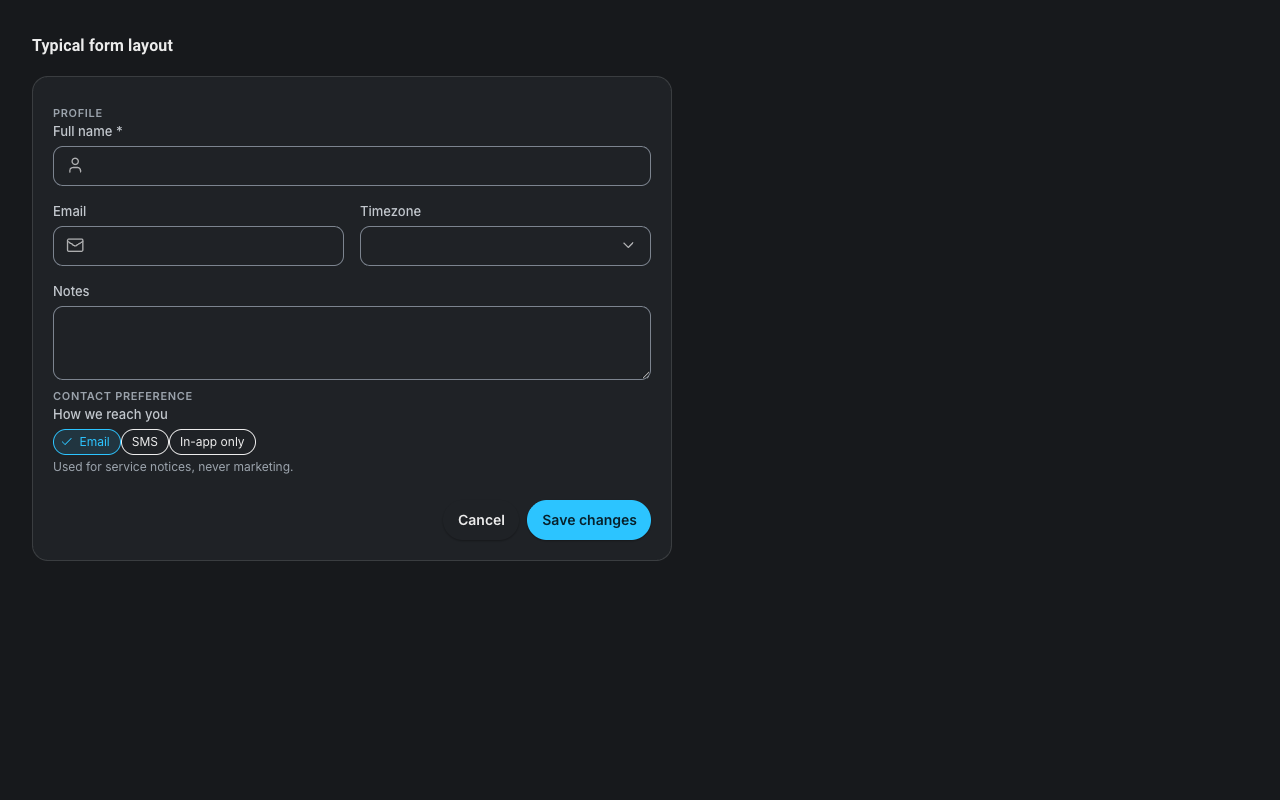 Typical form layout
PROFILE
Full name *
Email
Timezone
Notes
CONTACT PREFERENCE
How we reach you
Email
SMS
In-app only
Used for service notices, never marketing.
Cancel
Save changes